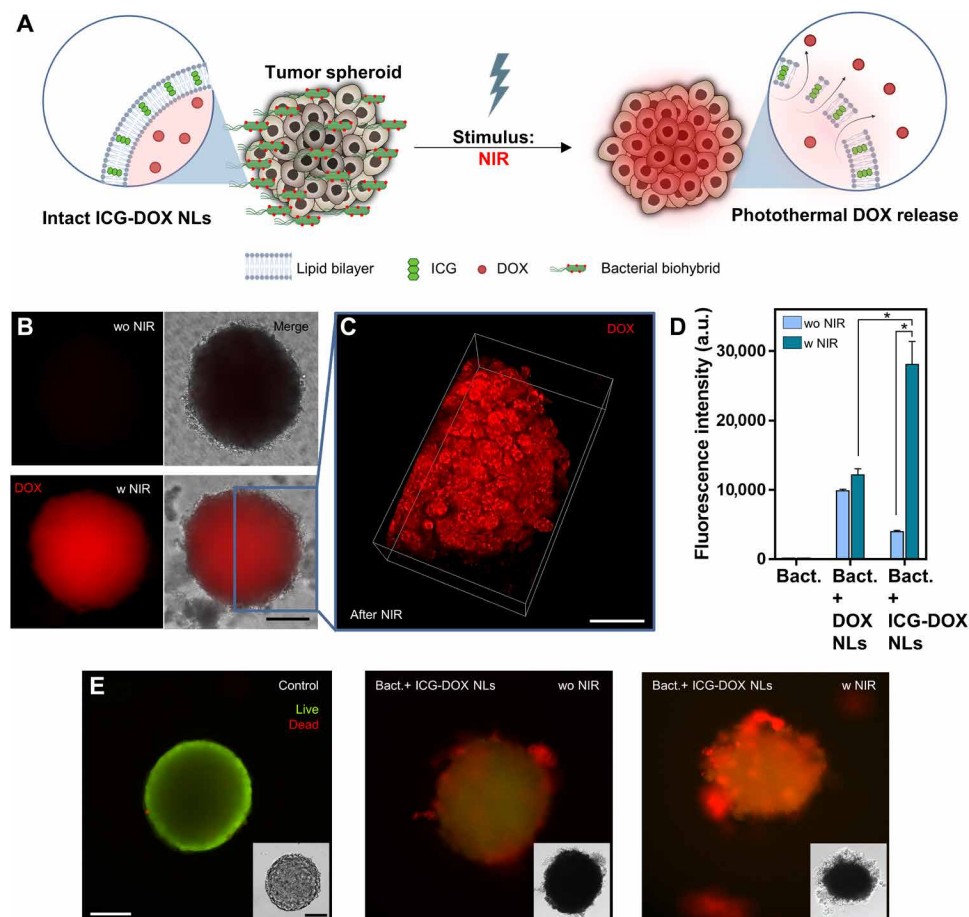 A
Tumor spheroid
Stimulus:
NIR
Intact ICG-DOX NLs
Photothermal DOX release
Lipid bilayer
ICG
DOX
Bacterial biohybrid
B
wo NIR
Merge
DOX
w NIR
C
DOX
After NIR
D
Fluorescence intensity (a.u.)
wo NIR
w NIR
*
*
30,000
20,000
10,000
0
Bact.
Bact.
+
DOX
NLs
Bact.
+
ICG-DOX
NLs
E
Control
Live
Dead
Bact.+ ICG-DOX NLs
wo NIR
Bact.+ ICG-DOX NLs
w NIR